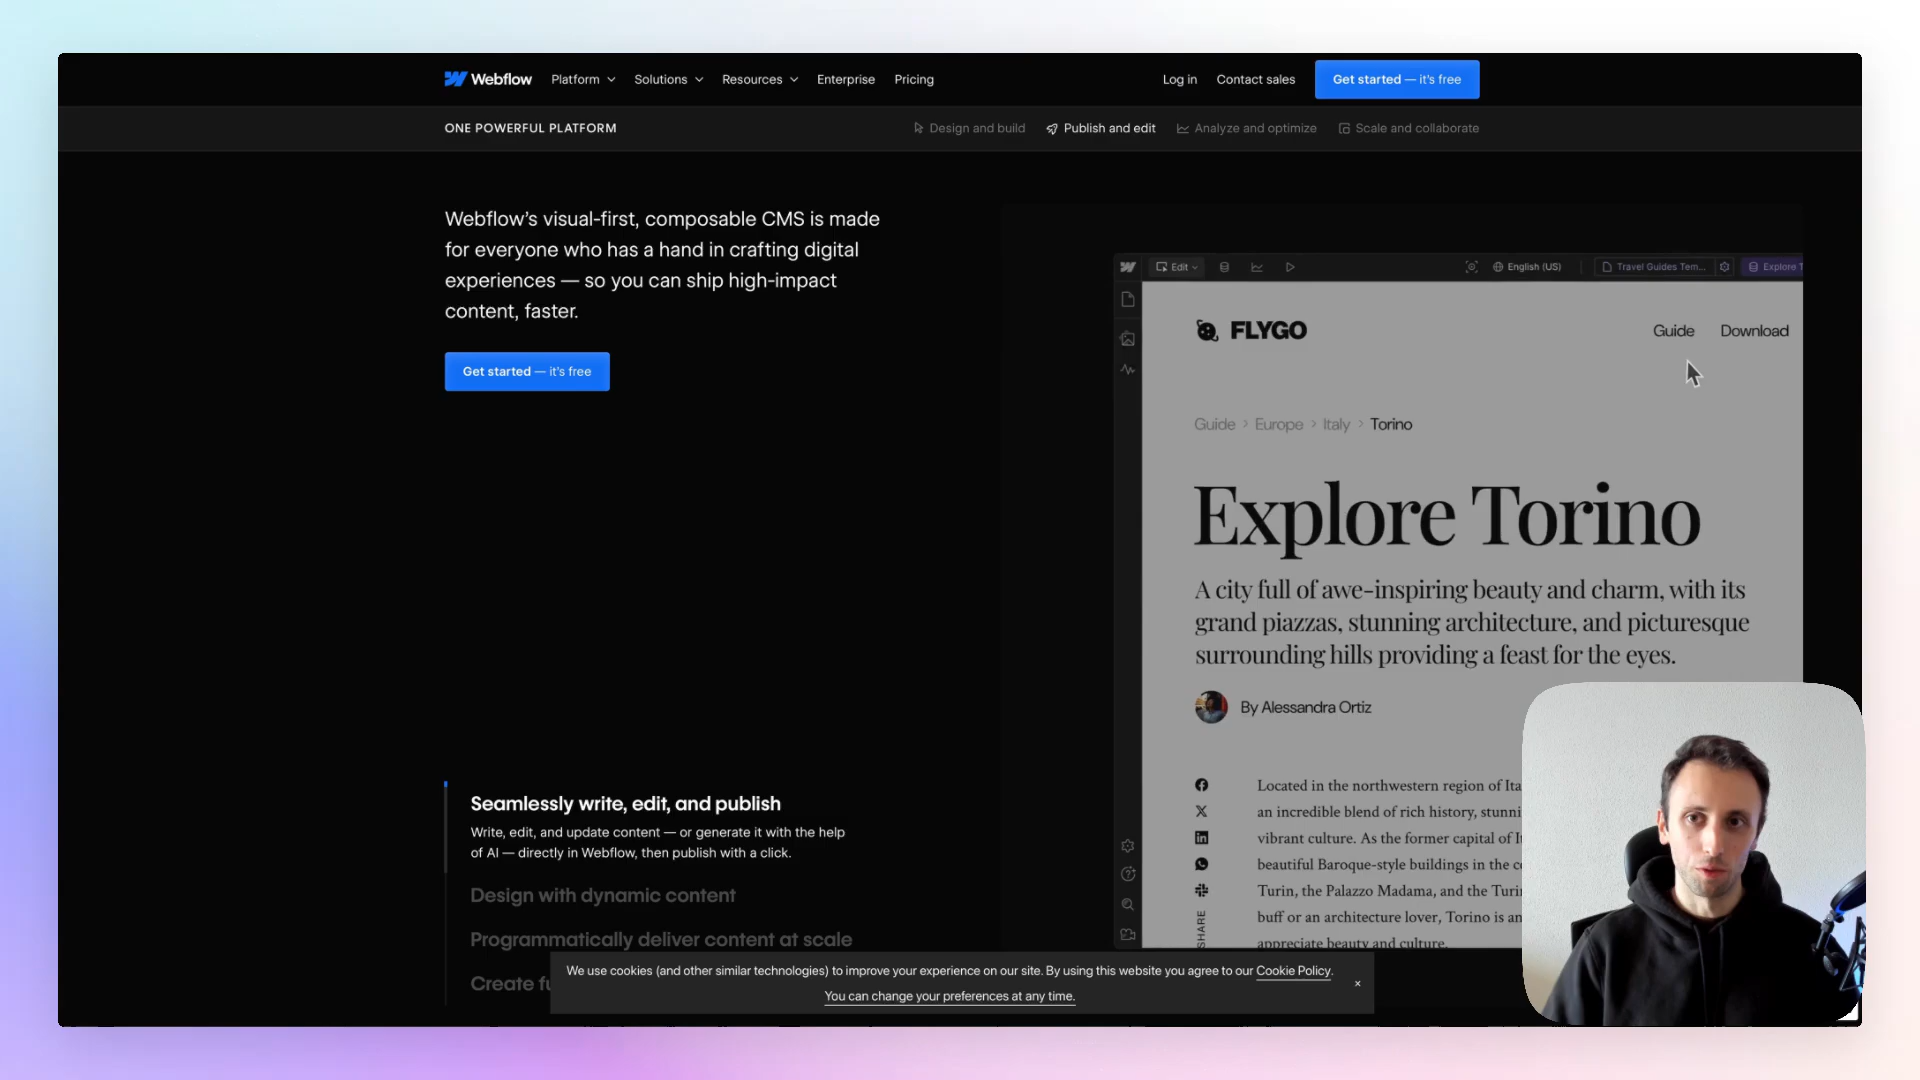 Webflow
Platform
Solutions
Resources
Enterprise
Pricing
Log in
Contact sales
Get started — it's free
ONE POWERFUL PLATFORM
Design and build
Publish and edit
Analyze and optimize
Scale and collaborate
Webflow's visual-first, composable CMS is made
for everyone who has a hand in crafting digital
experiences — so you can ship high-impact
content, faster.
Get started — it's free
Edit
English (US)
Travel Guides Tem...
Explore T
FLYGO
Guide
Download
Guide > Europe > Italy > Torino
Explore Torino
A city full of awe-inspiring beauty and charm, with its
grand piazzas, stunning architecture, and picturesque
surrounding hills providing a feast for the eyes.
By Alessandra Ortiz
SHARE
Located in the northwestern region of Ita
an incredible blend of rich history, stunni
vibrant culture. As the former capital of
beautiful Baroque-style buildings in the
Turin, the Palazzo Madama, and the
buff or an architecture lover, Torino is an
appreciate beauty and culture.
Seamlessly write, edit, and publish
Write, edit, and update content — or generate it with the help
of AI — directly in Webflow, then publish with a click.
Design with dynamic content
Programmatically deliver content at scale
Create
We use cookies (and other similar technologies) to improve your experience on our site. By using this website you agree to our Cookie Policy.
You can change your preferences at any time.
×